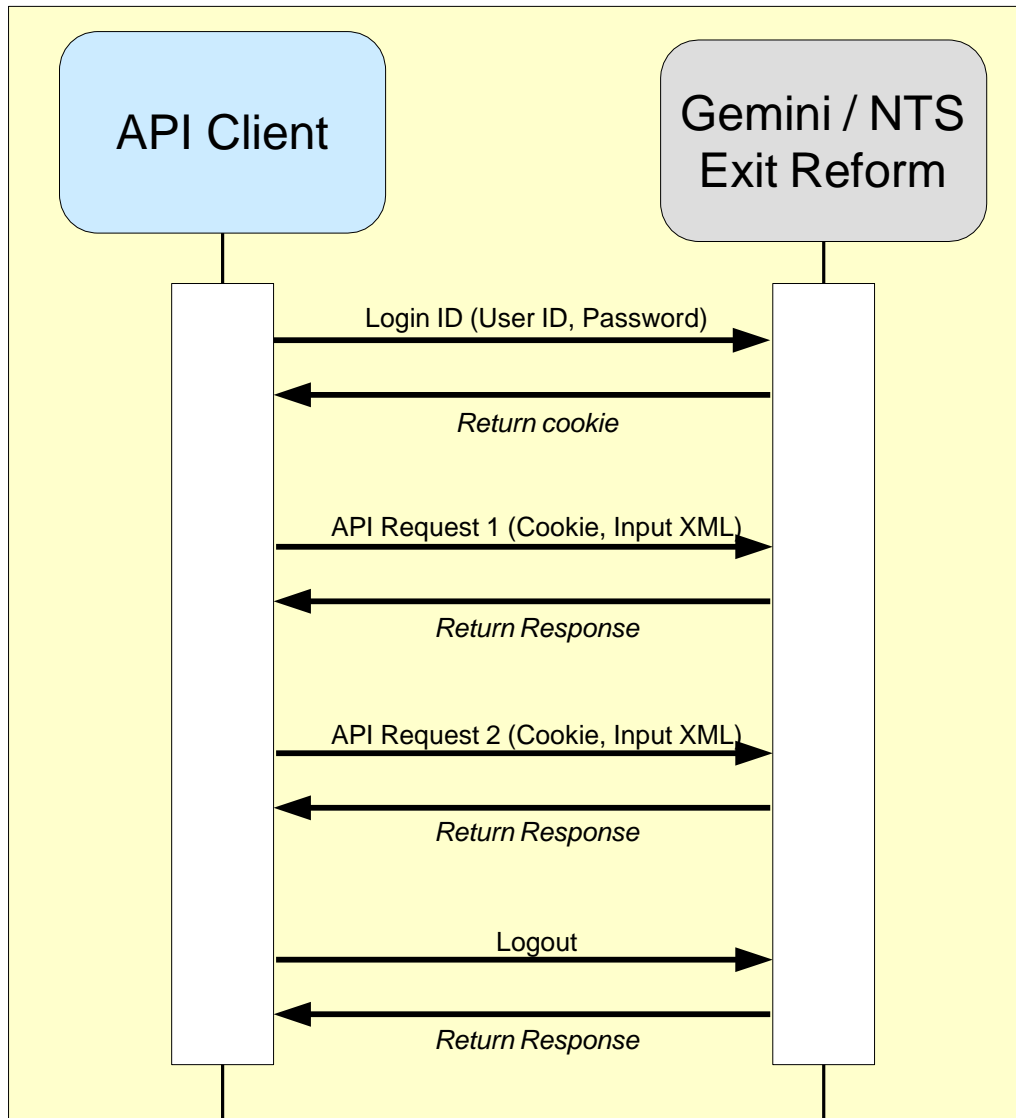 API Client
Gemini / NTS
Exit Reform
Login ID (User ID, Password)
Return cookie
API Request 1 (Cookie, Input XML)
Return Response
API Request 2 (Cookie, Input XML)
Return Response
Logout
Return Response